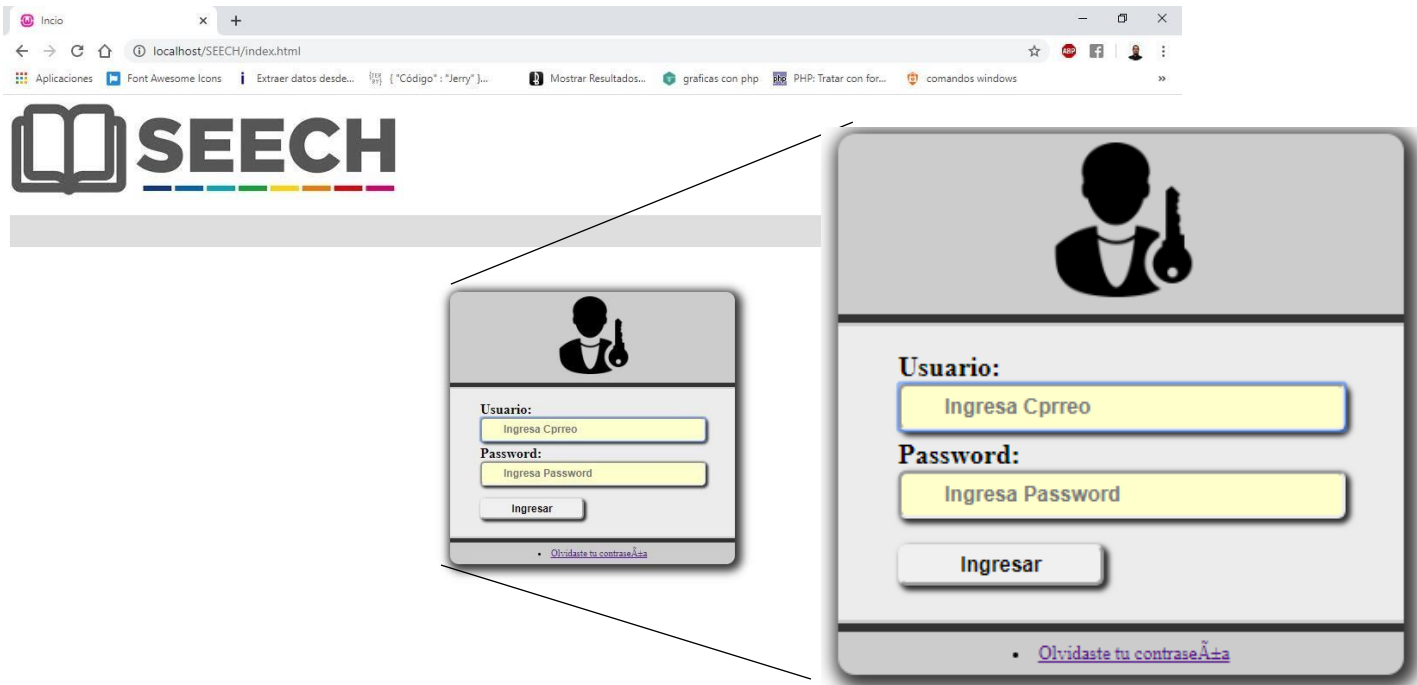 Incio
localhost/SEECH/index.html
ABP
Aplicaciones Font Awesome Icons Extraer datos desde... { "Código" : "Jerry" }... Mostrar Resultados... graficas con php PHP: Tratar con for... comandos windows »
SEECH
Usuario:
Ingresa Cprreo
Password:
Ingresa Password
Ingresar
• Olvidaste tu contraseÃ±a
Usuario:
Ingresa Cprreo
Password:
Ingresa Password
Ingresar
• Olvidaste tu contraseÃ±a